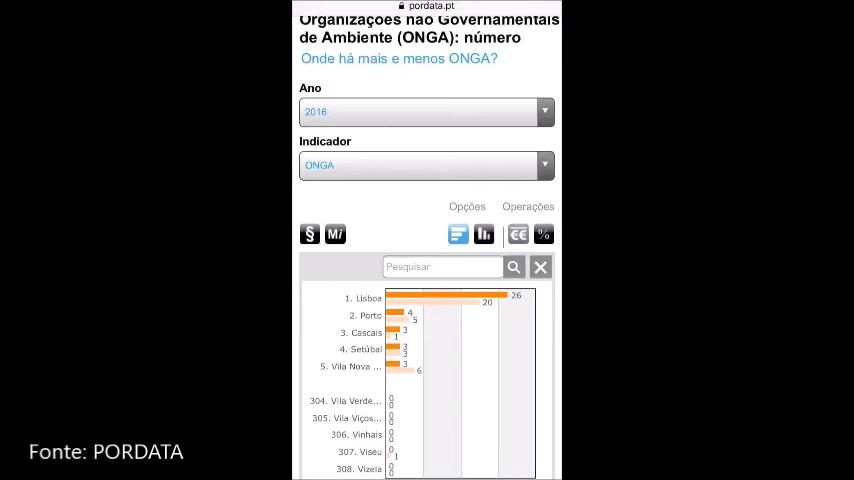 pordata.pt
Organizações não Governamentais
de Ambiente (ONGA): número
Onde há mais e menos ONGA?
Ano
2016
Indicador
ONGA
Opções Operações
§ Mi €€ %
Pesquisar
1. Lisboa 26
20
2. Porto 4
5
3. Cascais 3
1
4. Setúbal 3
3
5. Vila Nova ... 3
6
304. Vila Verde... 0
0
305. Vila Viços... 0
0
306. Vinhais 0
0
307. Viseu 0
1
308. Vizela 0
0
Fonte: PORDATA